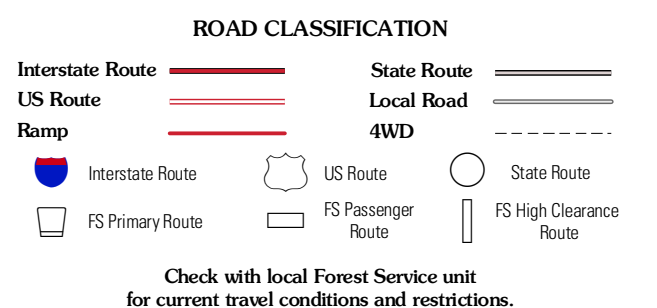 ROAD CLASSIFICATION
Interstate Route
State Route
US Route
Local Road
Ramp
4WD
Interstate Route
US Route
State Route
FS Primary Route
FS Passenger
Route
FS High Clearance
Route
Check with local Forest Service unit
for current travel conditions and restrictions.